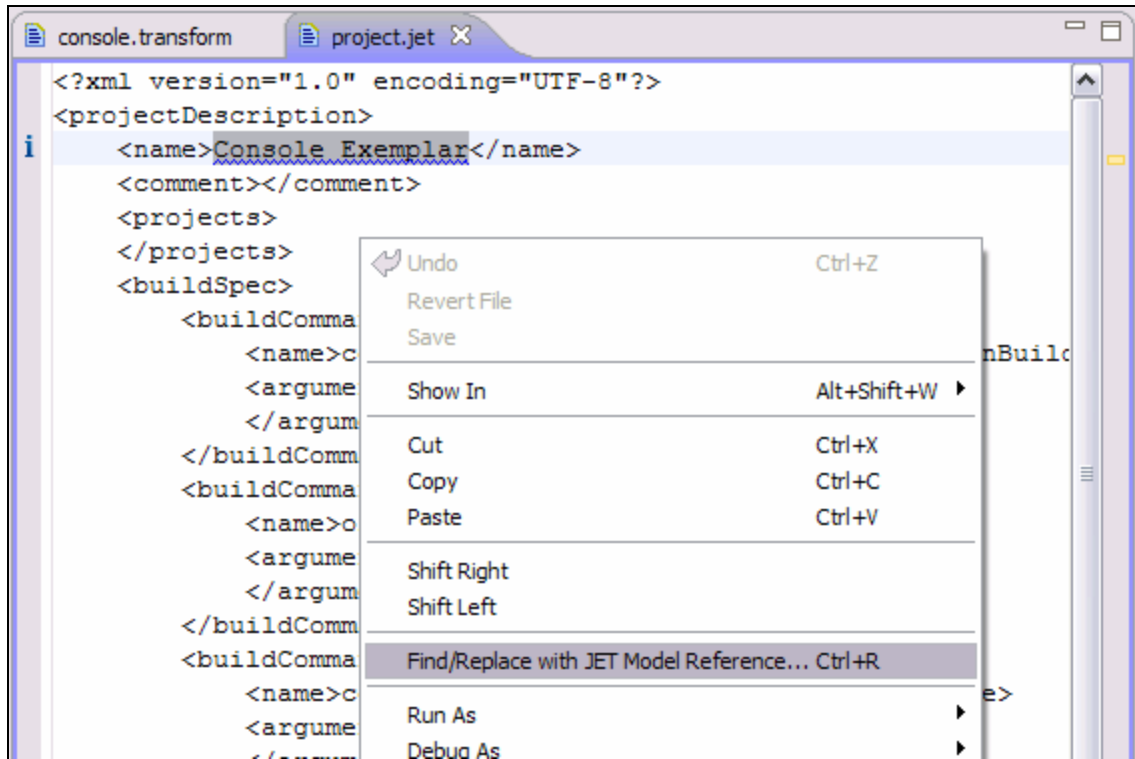 console.transform project.jet
<?xml version="1.0" encoding="UTF-8"?>
<projectDescription>
<name>Console Exemplar</name>
<comment></comment>
<projects>
</projects>
<buildSpec>
<buildComma
<name>c nBuild
<argume
</argum
</buildComm
<buildComma
<name>o
<argume
</argum
</buildComm
<buildComma
<name>c e>
<argume
Undo Ctrl+Z
Revert File
Save
Show In Alt+Shift+W
Cut Ctrl+X
Copy Ctrl+C
Paste Ctrl+V
Shift Right
Shift Left
Find/Replace with JET Model Reference... Ctrl+R
Run As
Debug As